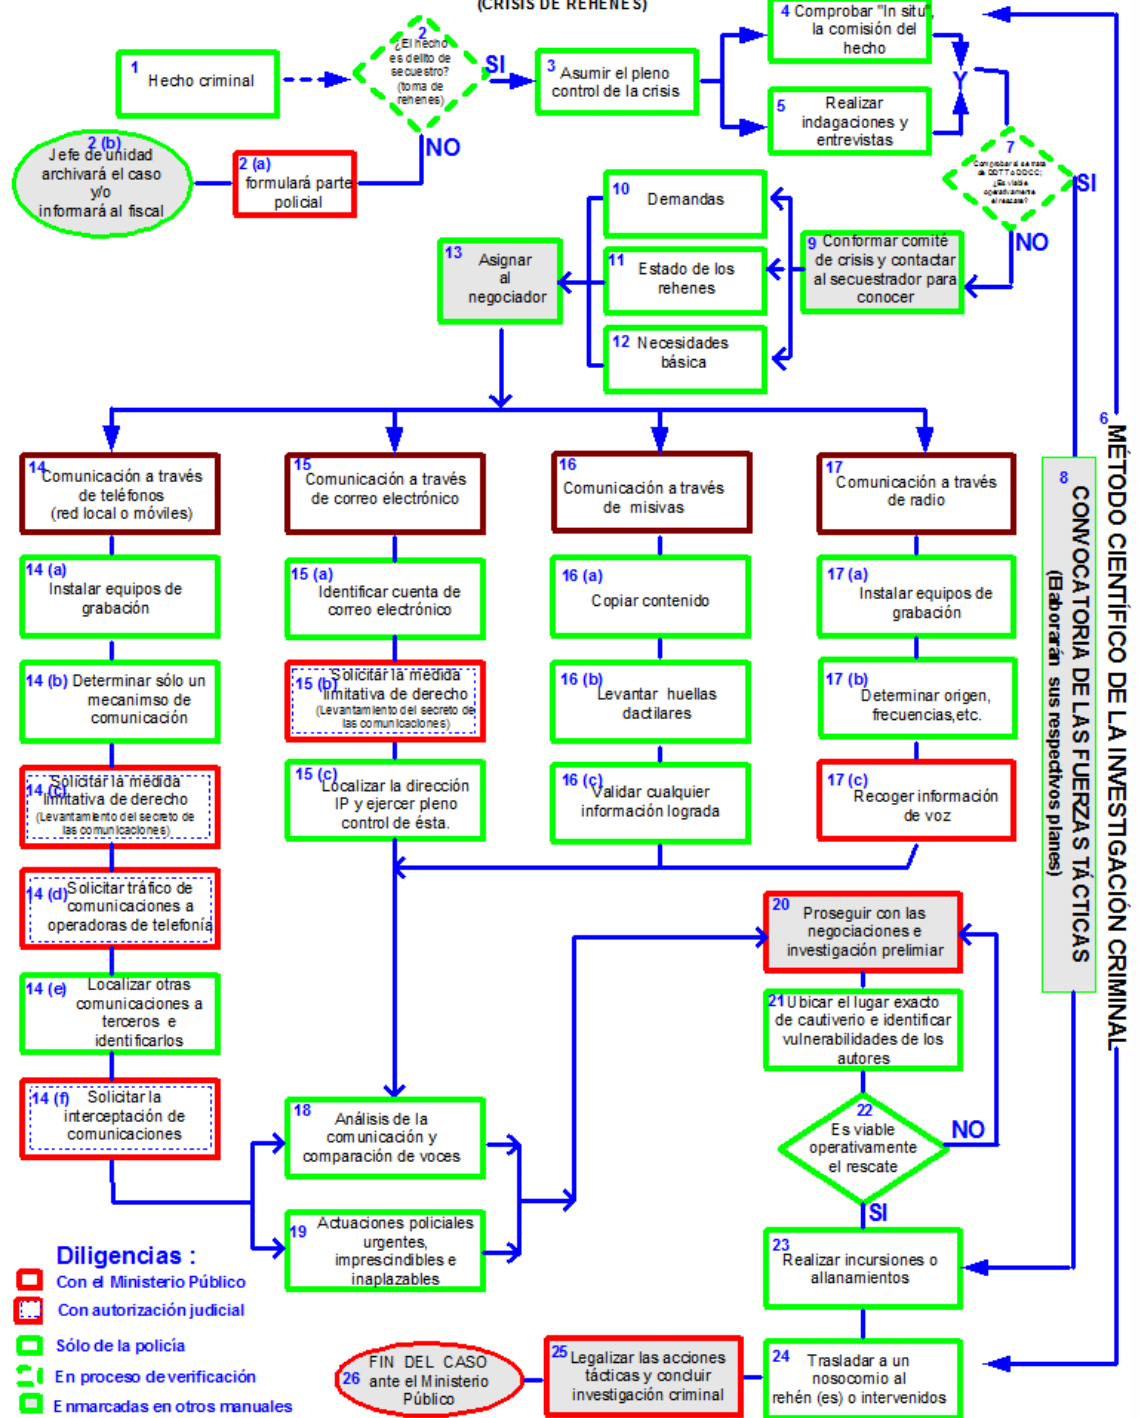 (CRISIS DE REHENES)
1
Hecho criminal
2
¿El hecho
es delito de
secuestro?
(toma de
rehenes)
SI
NO
2 (a)
formulará parte
policial
2 (b)
Jefe de unidad
archivará el caso
y/o
informará al fiscal
3
Asumir el pleno
control de la crisis
4
Comprobar "In situ",
la comisión del
hecho
5
Realizar
indagaciones y
entrevistas
Y
6
MÉTODO CIENTÍFICO DE LA INVESTIGACIÓN CRIMINAL
7
Comprobar si se trata
de DDTT o DDCC;
¿Es viable
operativamente
el rescate?
SI
NO
8
CONVOCATORIA DE LAS FUERZAS TÁCTICAS
(Elaborarán sus respectivos planes)
9
Conformar comité
de crisis y contactar
al secuestrador para
conocer
10
Demandas
11
Estado de los
rehenes
12
Necesidades
básica
13
Asignar
al
negociador
14
Comunicación a través
de teléfonos
(red local o móviles)
14 (a)
Instalar equipos de
grabación
14 (b) Determinar sólo un
mecanimso de
comunicación
14 (c)
Solicitar la medida
limitativa de derecho
(Levantamiento del secreto de
las comunicaciones)
14 (d)
Solicitar tráfico de
comunicaciones a
operadoras de telefonía
14 (e)
Localizar otras
comunicaciones a
terceros e
identificarlos
14 (f)
Solicitar la
interceptación de
comunicaciones
15
Comunicación a través
de correo electrónico
15 (a)
Identificar cuenta de
correo electrónico
15 (b)
Solicitar la medida
limitativa de derecho
(Levantamiento del secreto de
las comunicaciones)
15 (c)
Localizar la dirección
IP y ejercer pleno
control de ésta.
16
Comunicación a través
de misivas
16 (a)
Copiar contenido
16 (b)
Levantar huellas
dactilares
16 (c)
Validar cualquier
información lograda
17
Comunicación a través
de radio
17 (a)
Instalar equipos de
grabación
17 (b)
Determinar origen,
frecuencias,etc.
17 (c)
Recoger información
de voz
18
Análisis de la
comunicación y
comparación de voces
19
Actuaciones policiales
urgentes,
imprescindibles e
inaplazables
20
Proseguir con las
negociaciones e
investigación prelimiar
21
Ubicar el lugar exacto
de cautiverio e identificar
vulnerabilidades de los
autores
22
Es viable
operativamente
el rescate
NO
SI
23
Realizar incursiones o
allanamientos
24
Trasladar a un
nosocomio al
rehén (es) o intervenidos
25
Legalizar las acciones
tácticas y concluir
investigación criminal
26
FIN DEL CASO
ante el Ministerio
Público
Diligencias :
Con el Ministerio Público
Con autorización judicial
Sólo de la policía
En proceso de verificación
Enmarcadas en otros manuales